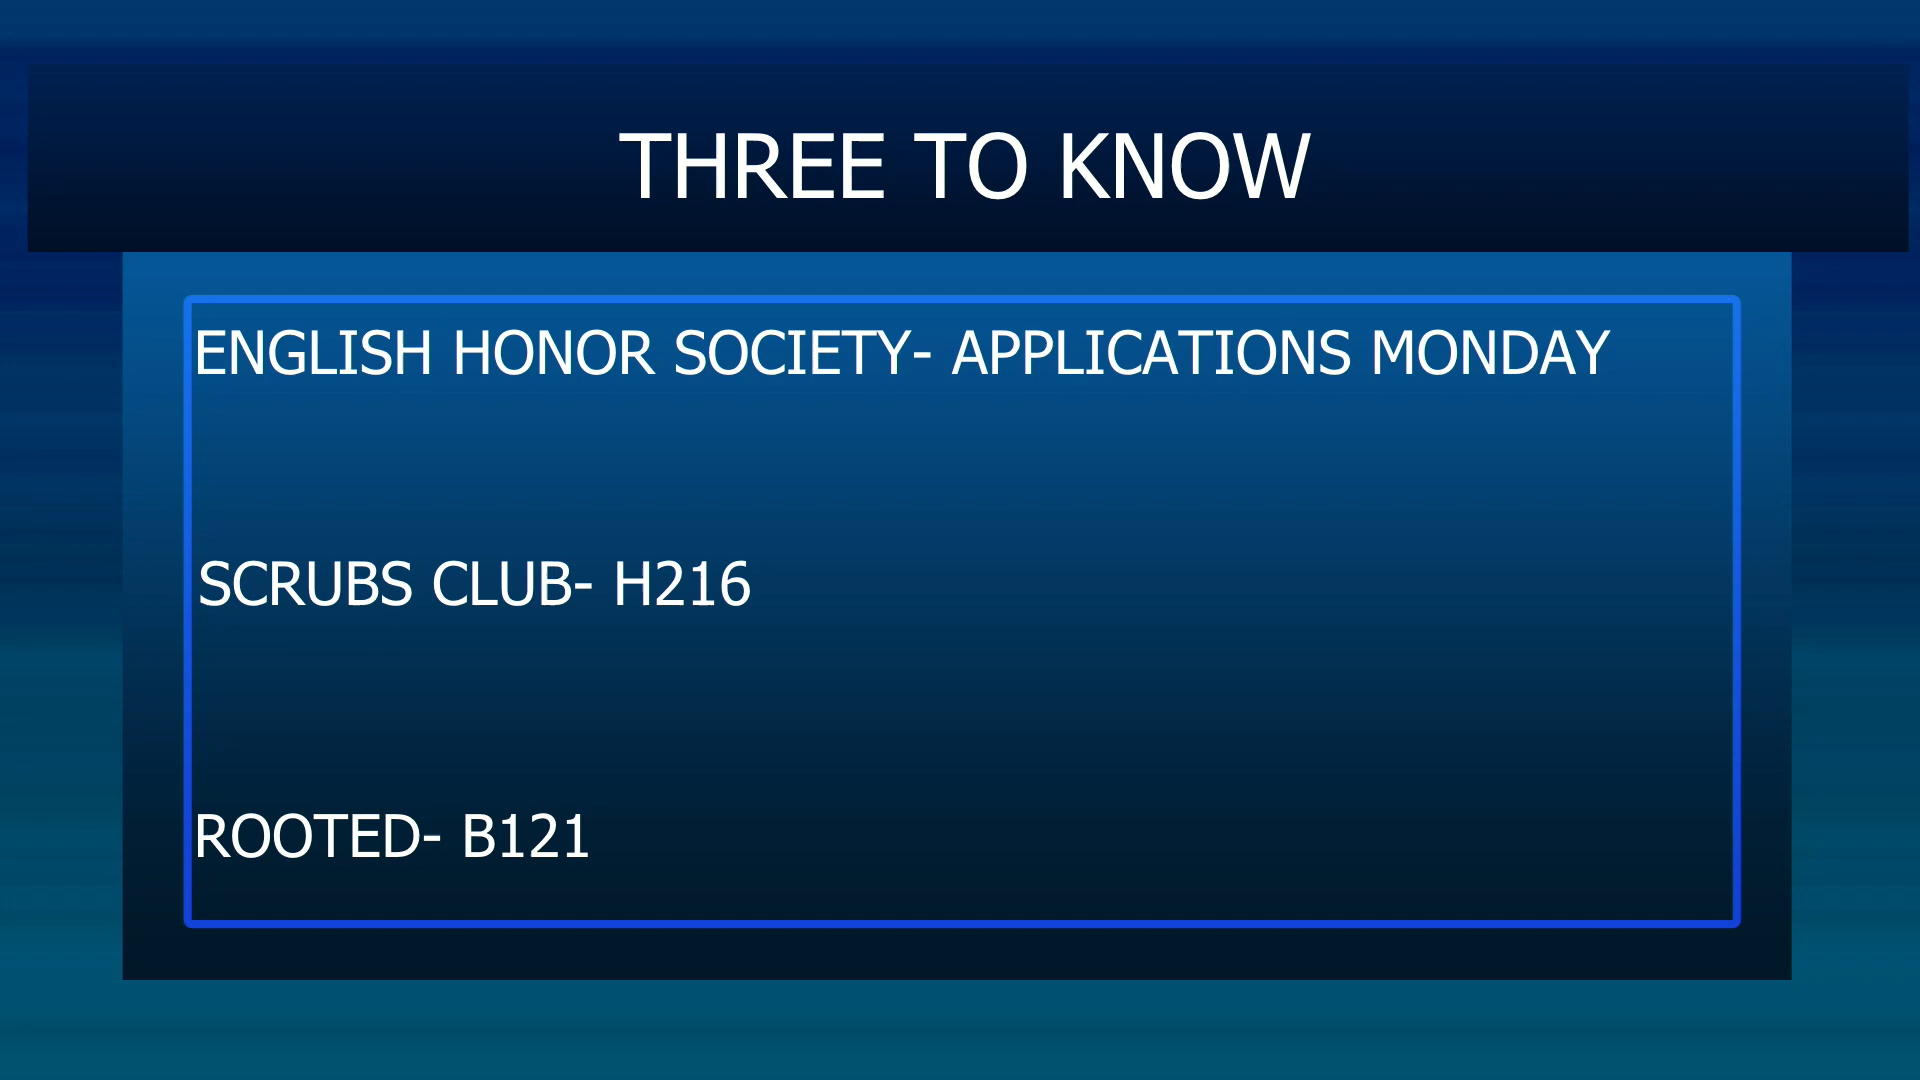 THREE TO KNOW
ENGLISH HONOR SOCIETY- APPLICATIONS MONDAY
SCRUBS CLUB- H216
ROOTED- B121